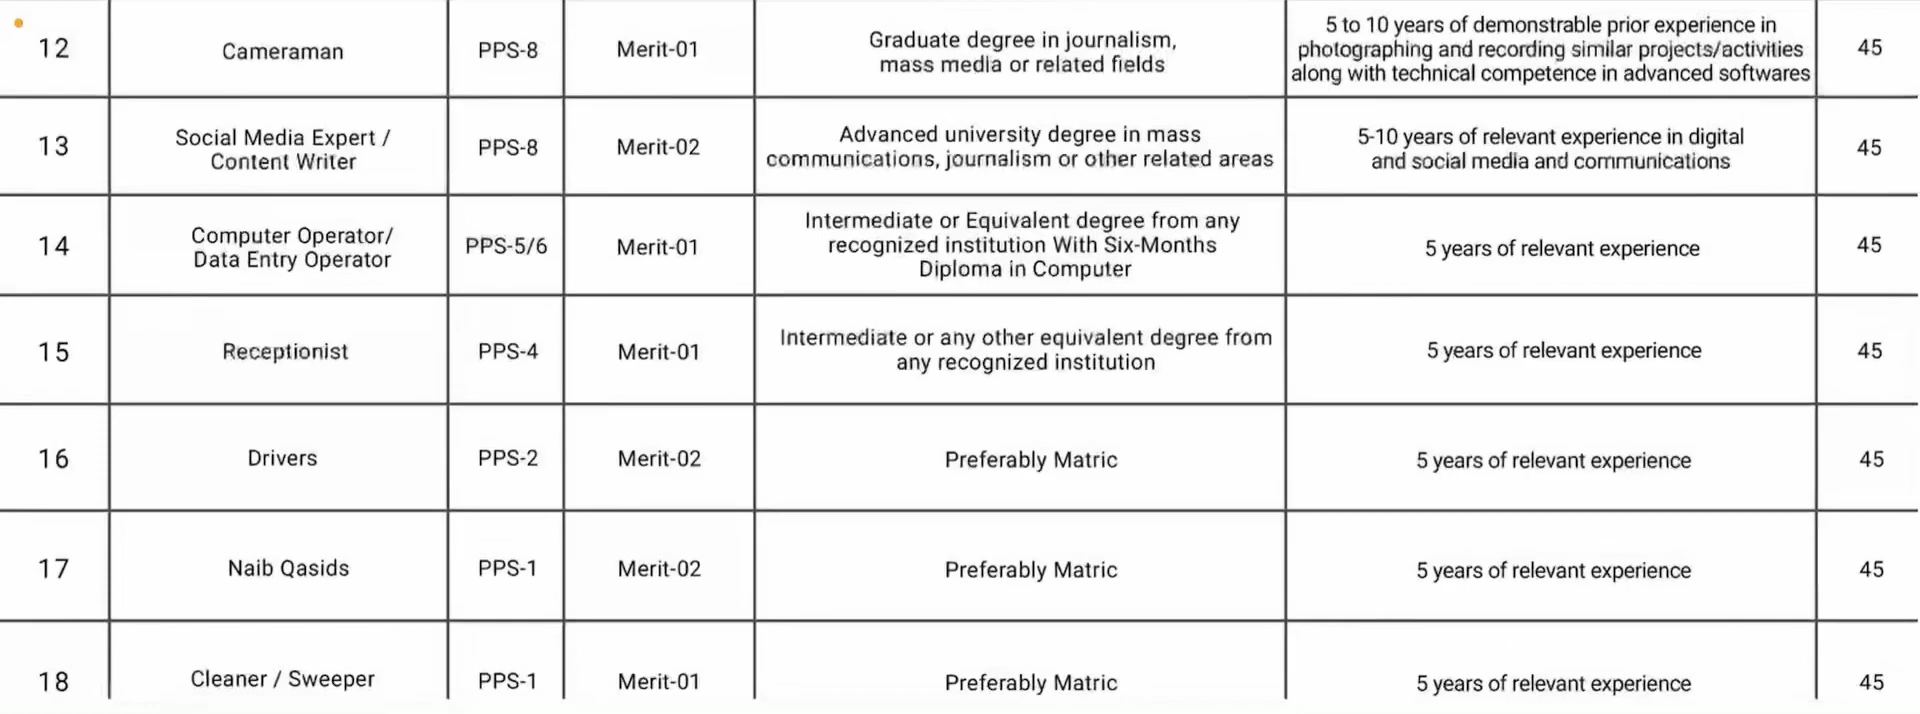 12
Cameraman
PPS-8
Merit-01
Graduate degree in journalism,
mass media or related fields
5 to 10 years of demonstrable prior experience in
photographing and recording similar projects/activities
along with technical competence in advanced softwares
45
13
Social Media Expert /
Content Writer
PPS-8
Merit-02
Advanced university degree in mass
communications, journalism or other related areas
5-10 years of relevant experience in digital
and social media and communications
45
14
Computer Operator/
Data Entry Operator
PPS-5/6
Merit-01
Intermediate or Equivalent degree from any
recognized institution With Six-Months
Diploma in Computer
5 years of relevant experience
45
15
Receptionist
PPS-4
Merit-01
Intermediate or any other equivalent degree from
any recognized institution
5 years of relevant experience
45
16
Drivers
PPS-2
Merit-02
Preferably Matric
5 years of relevant experience
45
17
Naib Qasids
PPS-1
Merit-02
Preferably Matric
5 years of relevant experience
45
18
Cleaner / Sweeper
PPS-1
Merit-01
Preferably Matric
5 years of relevant experience
45